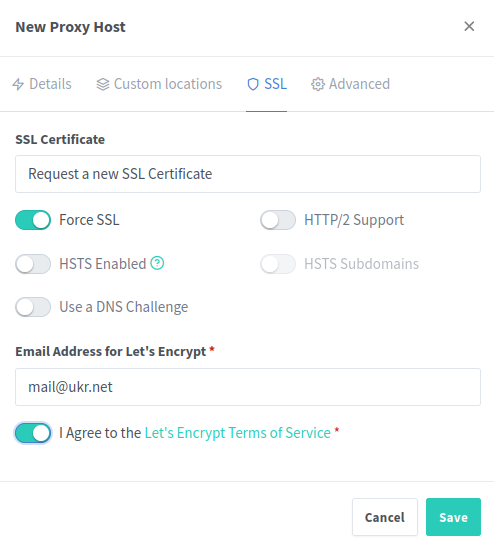 New Proxy Host
Details Custom locations SSL Advanced
SSL Certificate
Request a new SSL Certificate
Force SSL HTTP/2 Support
HSTS Enabled HSTS Subdomains
Use a DNS Challenge
Email Address for Let's Encrypt *
mail@ukr.net
I Agree to the Let's Encrypt Terms of Service *
Cancel Save